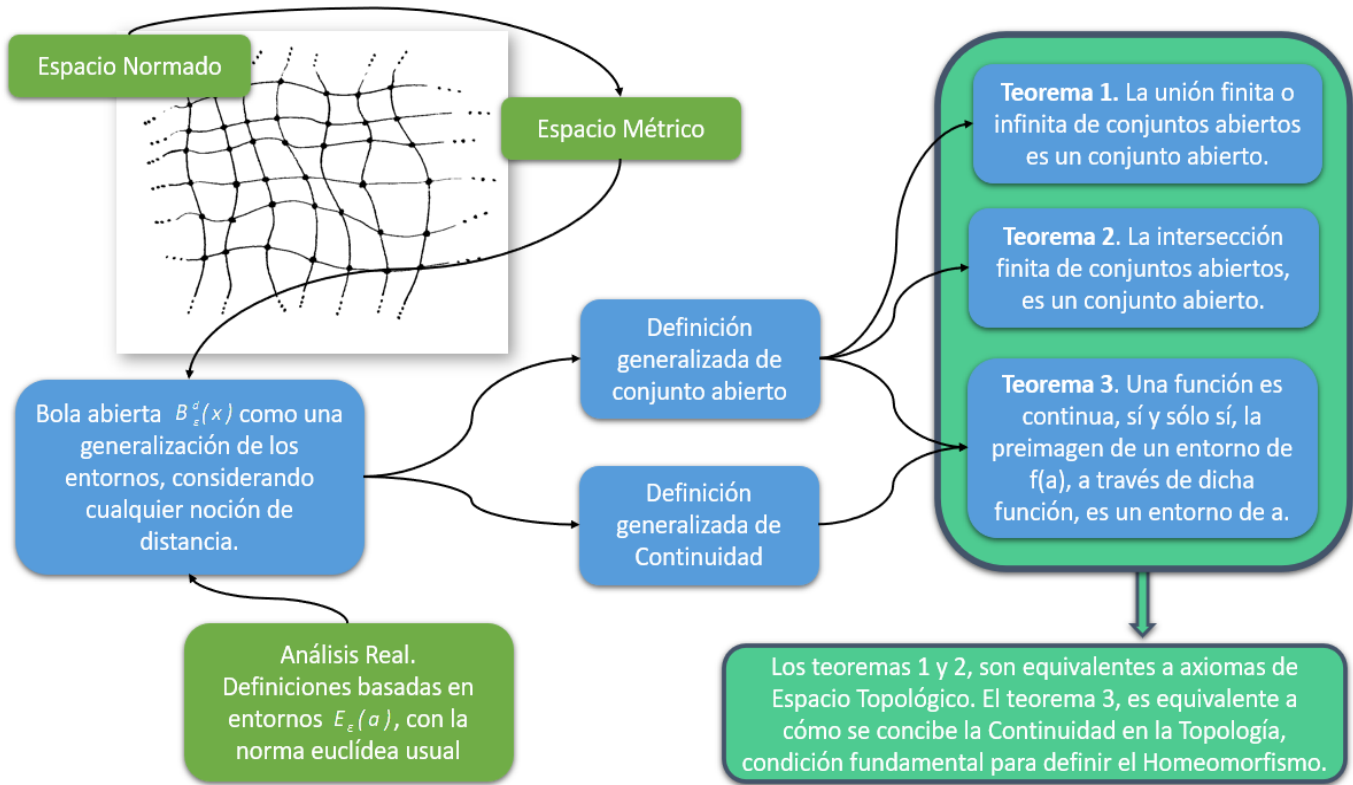 Espacio Normado
Espacio Métrico
Teorema 1. La unión finita o
infinita de conjuntos abiertos
es un conjunto abierto.
Teorema 2. La intersección
finita de conjuntos abiertos,
es un conjunto abierto.
Definición
generalizada de
conjunto abierto
Teorema 3. Una función es
continua, sí y sólo sí, la
preimagen de un entorno de
f(a), a través de dicha
función, es un entorno de a.
Bola abierta B_ε^d(x) como una
generalización de los
entornos, considerando
cualquier noción de
distancia.
Definición
generalizada de
Continuidad
Análisis Real.
Definiciones basadas en
entornos E_ε(a), con la
norma euclídea usual
Los teoremas 1 y 2, son equivalentes a axiomas de
Espacio Topológico. El teorema 3, es equivalente a
cómo se concibe la Continuidad en la Topología,
condición fundamental para definir el Homeomorfismo.